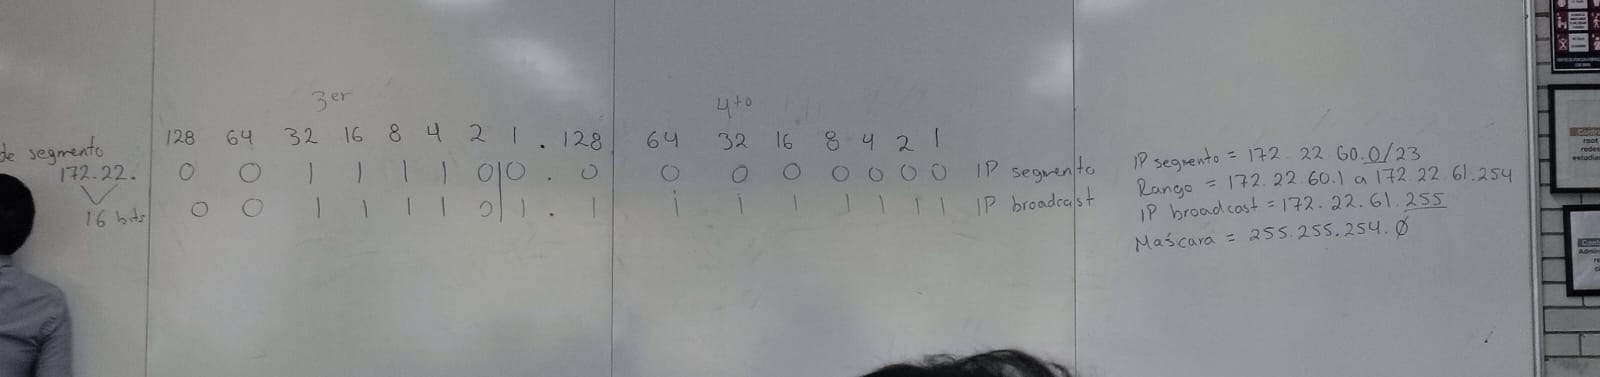 3er
4to
128 64 32 16 8 4 2 1 . 128 64 32 16 8 4 2 1
de segmento
172.22. 0 0 1 1 1 1 0|0 . 0 0 0 0 0 0 0 0 IP segmento
16 bits 0 0 1 1 1 1 0|1 . 1 1 1 1 1 1 1 1 IP broadcast
IP segmento = 172. 22 60.0/23
Rango = 172.22 60.1 a 172.22 61.254
IP broadcast = 172.22.61.255
Maścara = 255.255.254.Ø